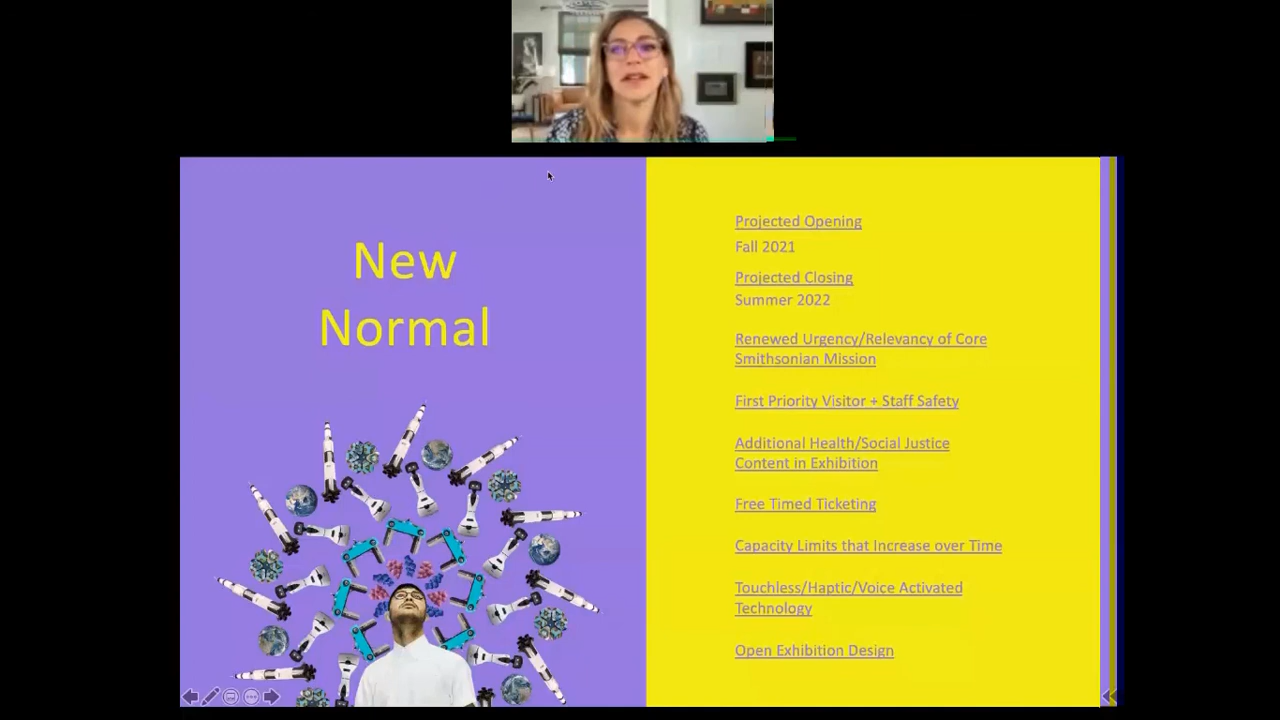 New
Normal
Projected Opening
Fall 2021
Projected Closing
Summer 2022
Renewed Urgency/Relevancy of Core
Smithsonian Mission
First Priority Visitor + Staff Safety
Additional Health/Social Justice
Content in Exhibition
Free Timed Ticketing
Capacity Limits that Increase over Time
Touchless/Haptic/Voice Activated
Technology
Open Exhibition Design